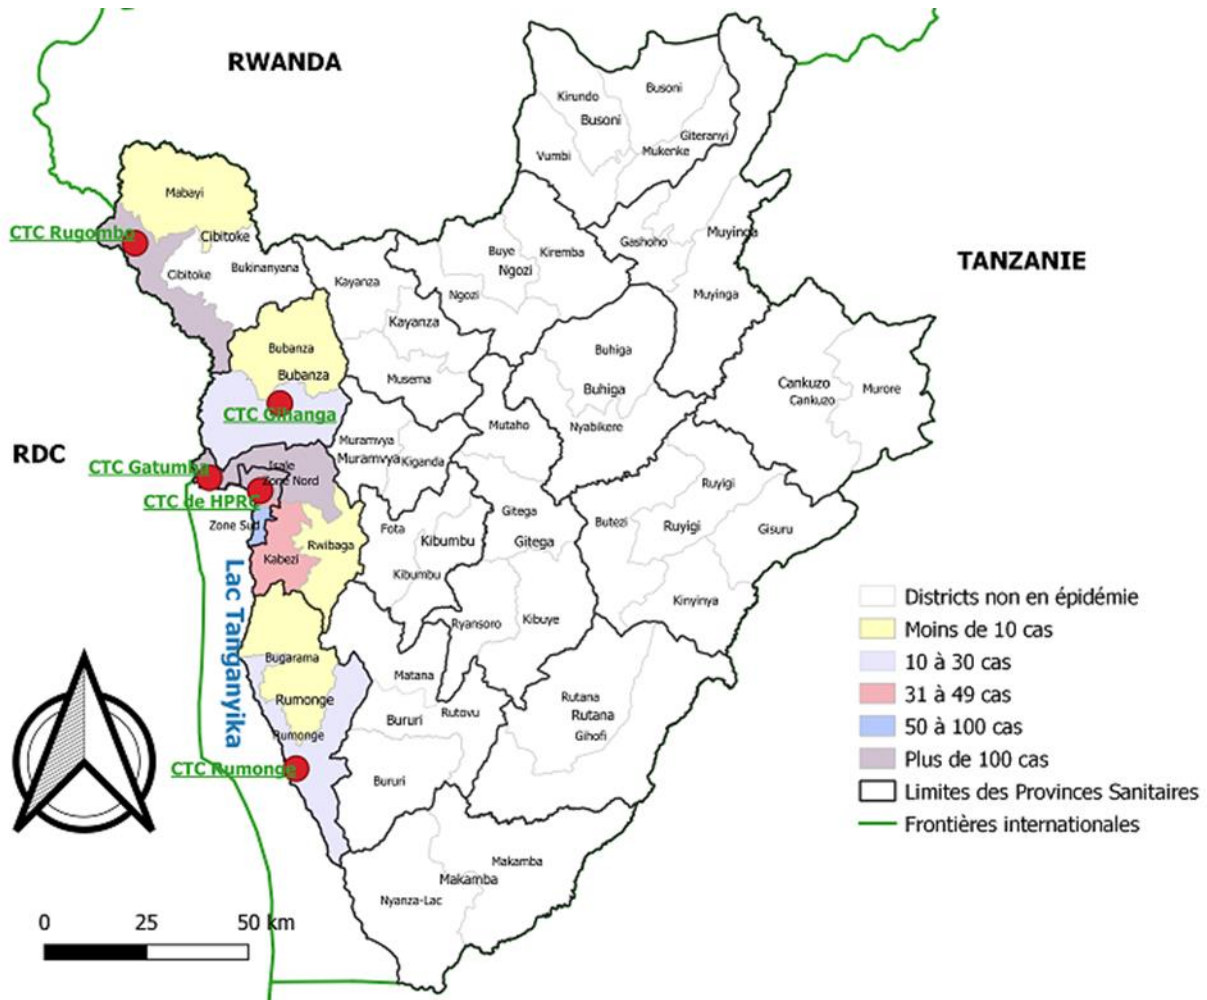 RWANDA
Kirundo
Busoni
Busoni
Giteranyi
Vumbi
Mukenke
Mabayi
CTC Rugombo
Cibitoke
Cibitoke
Bukinanyana
Buye
Kiremba
Ngozi
Gashoho
Muyinga
TANZANIE
Kayanza
Ngozi
Muyinga
Kayanza
Bubanza
Bubanza
Musema
Buhiga
Buhiga
Cankuzo
Cankuzo
Murore
CTC Gihanga
Mutaho
Nyabikere
RDC
Muramvya
Muramvya
Kiganda
CTC Gatumba
Isale
Zone Nord
CTC de HPRC
Zone Sud
Ruyigi
Gitega
Butezi
Ruyigi
Gisuru
Fota
Kibumbu
Gitega
Rwibaga
Kabezi
Kibumbu
Kinyinya
Lac Tanganyika
Ryansoro
Kibuye
Bugarama
Matana
Rumonge
Rutana
Bururi
Rutovu
Rutana
Rumonge
Gihofi
CTC Rumonge
Bururi
Makamba
Makamba
Nyanza-Lac
Districts non en épidémie
Moins de 10 cas
10 à 30 cas
31 à 49 cas
50 à 100 cas
Plus de 100 cas
Limites des Provinces Sanitaires
Frontières internationales
0 25 50 km